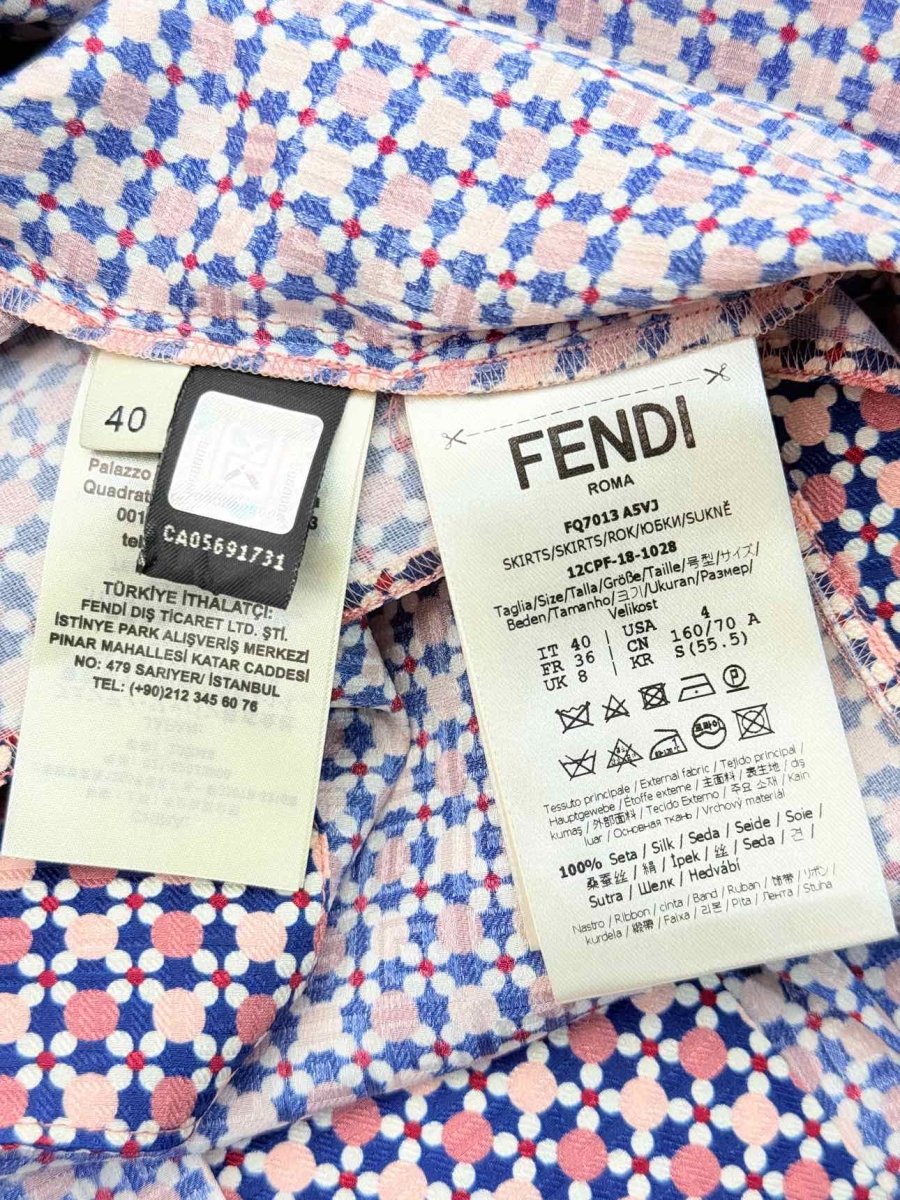 40
CA05691731
Palazzo
Quadrat
001
3
tel
TÜRKİYE İTHALATÇI:
FENDİ DIŞ TİCARET LTD. ŞTİ.
İSTİNYE PARK ALIŞVERİŞ MERKEZİ
PINAR MAHALLESİ KATAR CADDESİ
NO: 479 SARIYER/ İSTANBUL
TEL: (+90)212 345 60 76
FENDI
ROMA
FQ7013 A5VJ
SKIRTS/SKIRTS/ROK/ЮБКИ/SUKNĚ
12CPF-18-1028
Taglia/Size/Talla/Größe/Taille/号型/サイズ/
Beden/Tamanho/크기/Ukuran/Размер/
Velikost
IT 40 USA 4
FR 36 CN 160/70 A
UK 8 KR S(55.5)
드라이
Tessuto principale / External fabric / Tejido principal /
Hauptgewebe / Étoffe externe / 主面料 / 表生地 / dış
kumaş / 外部面料 / Tecido Externo / 주요 소재 / Kain
luar / Основная ткань / Vrchový materiál
100% Seta / Silk / Seda / Seide / Soie /
桑蚕丝 / 絹 / İpek / 丝 / Seda / 견 /
Sutra / Шелк / Hedvábí
Nastro / Ribbon / cinta / Band / Ruban / 饰带 / リボン /
kurdela / 緞帶 / Faixa / 리본 / Pita / Лента / Stuha